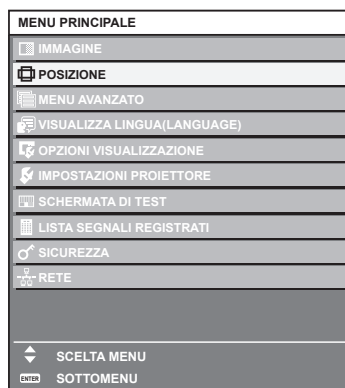 MENU PRINCIPALE
IMMAGINE
POSIZIONE
MENU AVANZATO
VISUALIZZA LINGUA(LANGUAGE)
OPZIONI VISUALIZZAZIONE
IMPOSTAZIONI PROIETTORE
SCHERMATA DI TEST
LISTA SEGNALI REGISTRATI
SICUREZZA
RETE
SCELTA MENU
ENTER SOTTOMENU